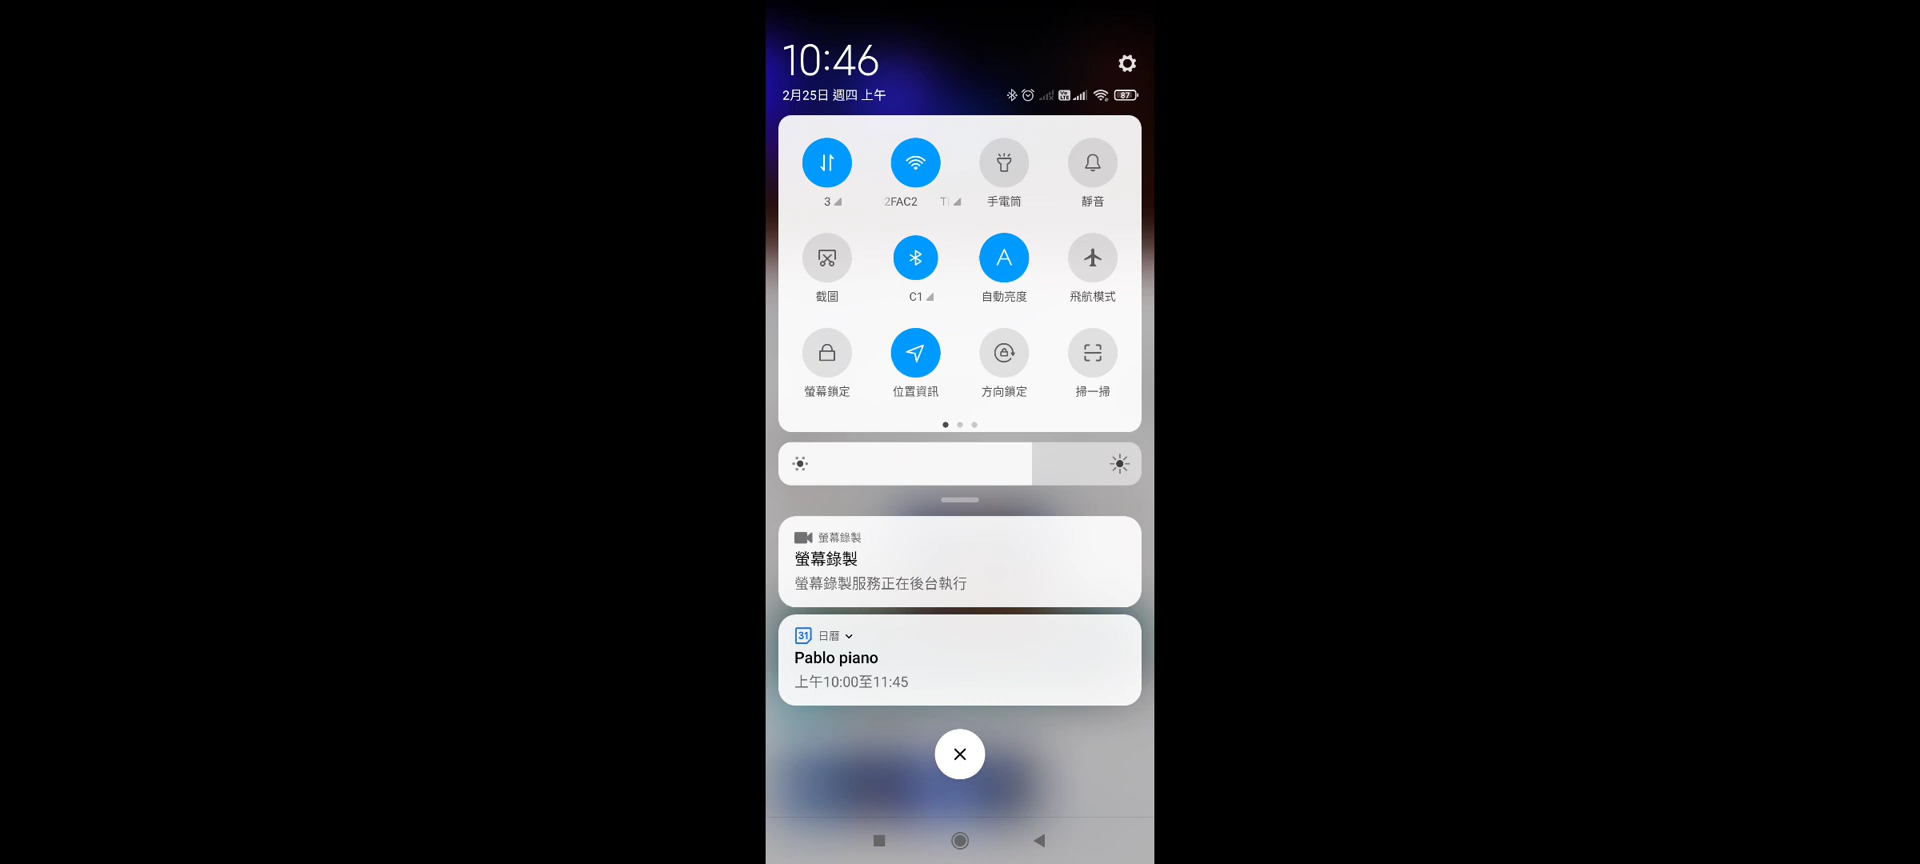 10:46
2月25日 週四 上午
87
3
2FAC2 T
手電筒
靜音
截圖
C1
自動亮度
飛航模式
螢幕鎖定
位置資訊
方向鎖定
掃一掃
螢幕錄製
螢幕錄製
螢幕錄製服務正在後台執行
31 日曆
Pablo piano
上午10:00至11:45